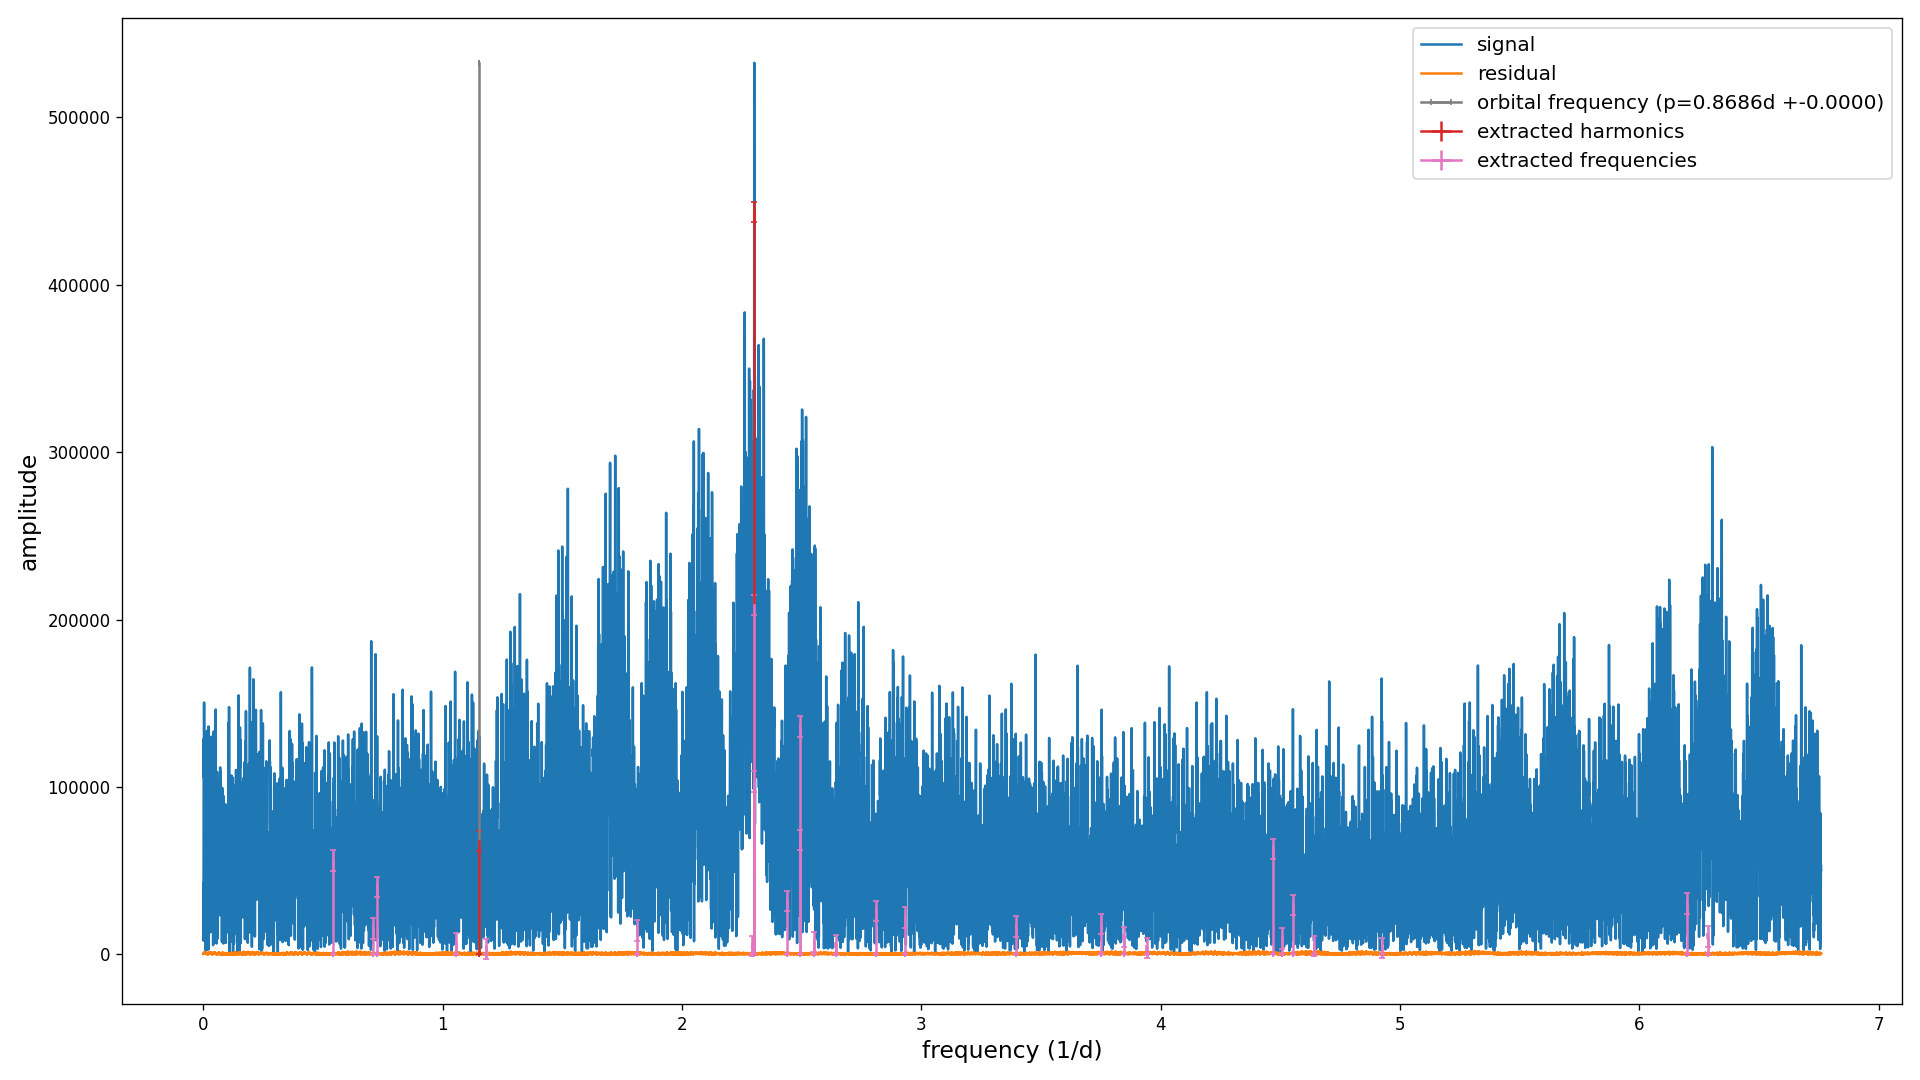 signal
residual
orbital frequency (p=0.8686d +-0.0000)
extracted harmonics
extracted frequencies
500000
400000
300000
200000
100000
0
amplitude
0 1 2 3 4 5 6 7
frequency (1/d)